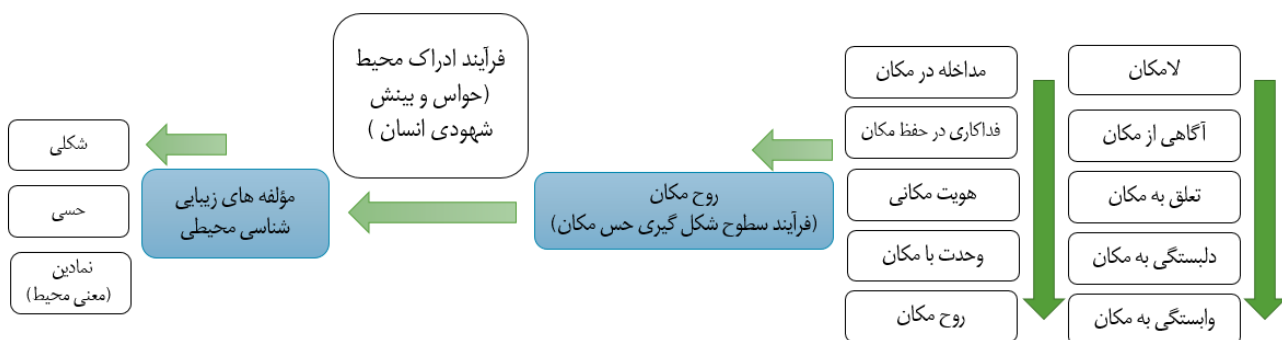 لامکان
آگاهی از مکان
تعلق به مکان
دلبستگی به مکان
وابستگی به مکان
مداخله در مکان
فداکاری در حفظ مکان
هویت مکانی
وحدت با مکان
روح مکان
روح مکان
(فرآیند سطوح شکل گیری حس مکان)
فرآیند ادراک محیط
(حواس و بینش
شهودی انسان )
مؤلفه های زیبایی
شناسی محیطی
شکلی
حسی
نمادین
(معنی محیط)